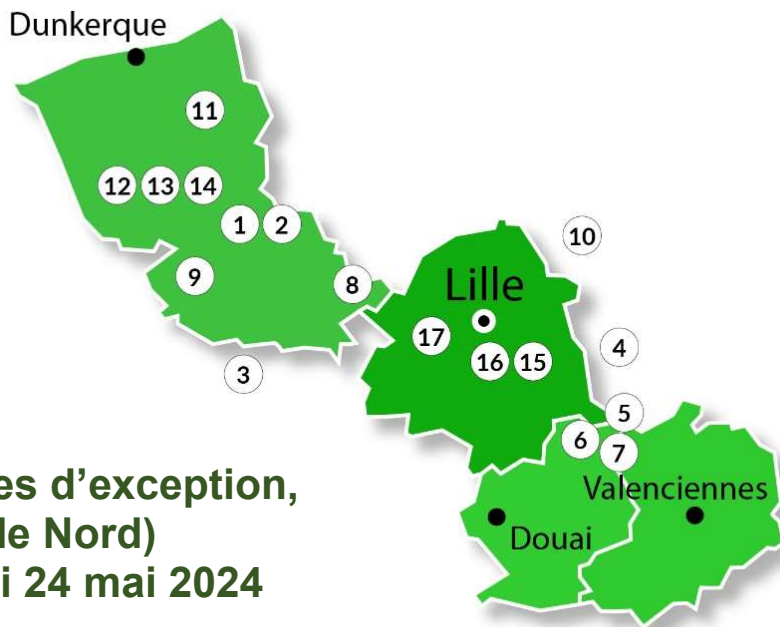 Dunkerque
11
12 13 14
1 2
10
9
8
Lille
17
4
16 15
3
5
6
7
es d’exception,
Valenciennes
le Nord)
Douai
i 24 mai 2024